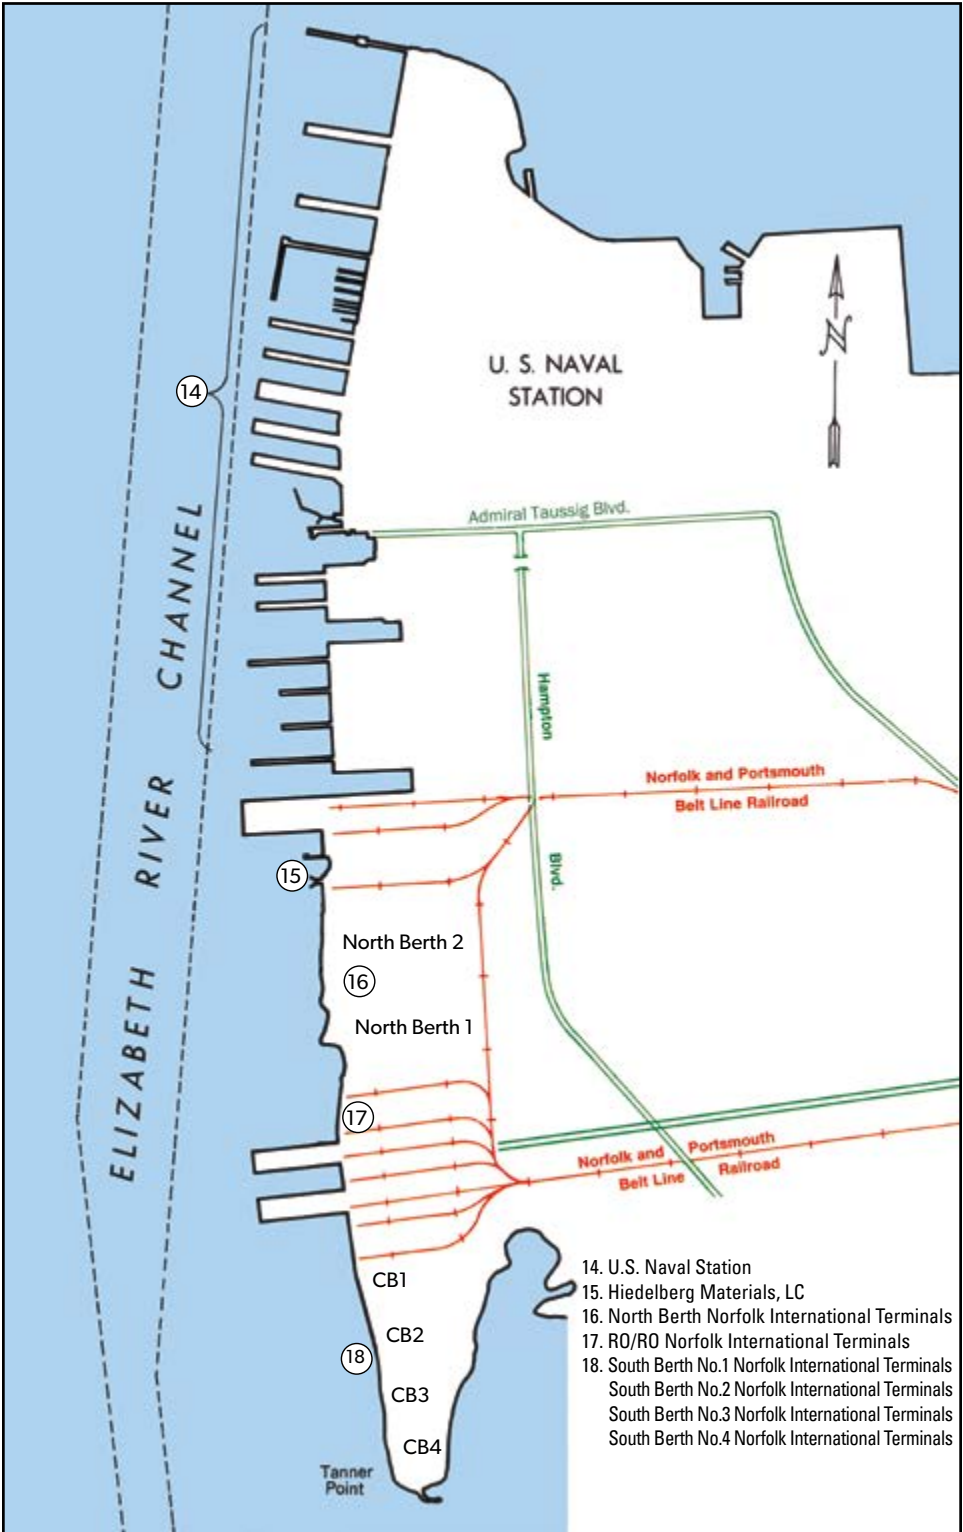 U. S. NAVAL
STATION
N
14
Admiral Taussig Blvd.
ELIZABETH RIVER CHANNEL
Hampton
Blvd.
Norfolk and Portsmouth
Belt Line Railroad
15
North Berth 2
16
North Berth 1
17
Norfolk and Portsmouth
Belt Line Railroad
CB1
CB2
18
CB3
CB4
Tanner
Point
14. U.S. Naval Station
15. Hiedelberg Materials, LC
16. North Berth Norfolk International Terminals
17. RO/RO Norfolk International Terminals
18. South Berth No.1 Norfolk International Terminals
South Berth No.2 Norfolk International Terminals
South Berth No.3 Norfolk International Terminals
South Berth No.4 Norfolk International Terminals